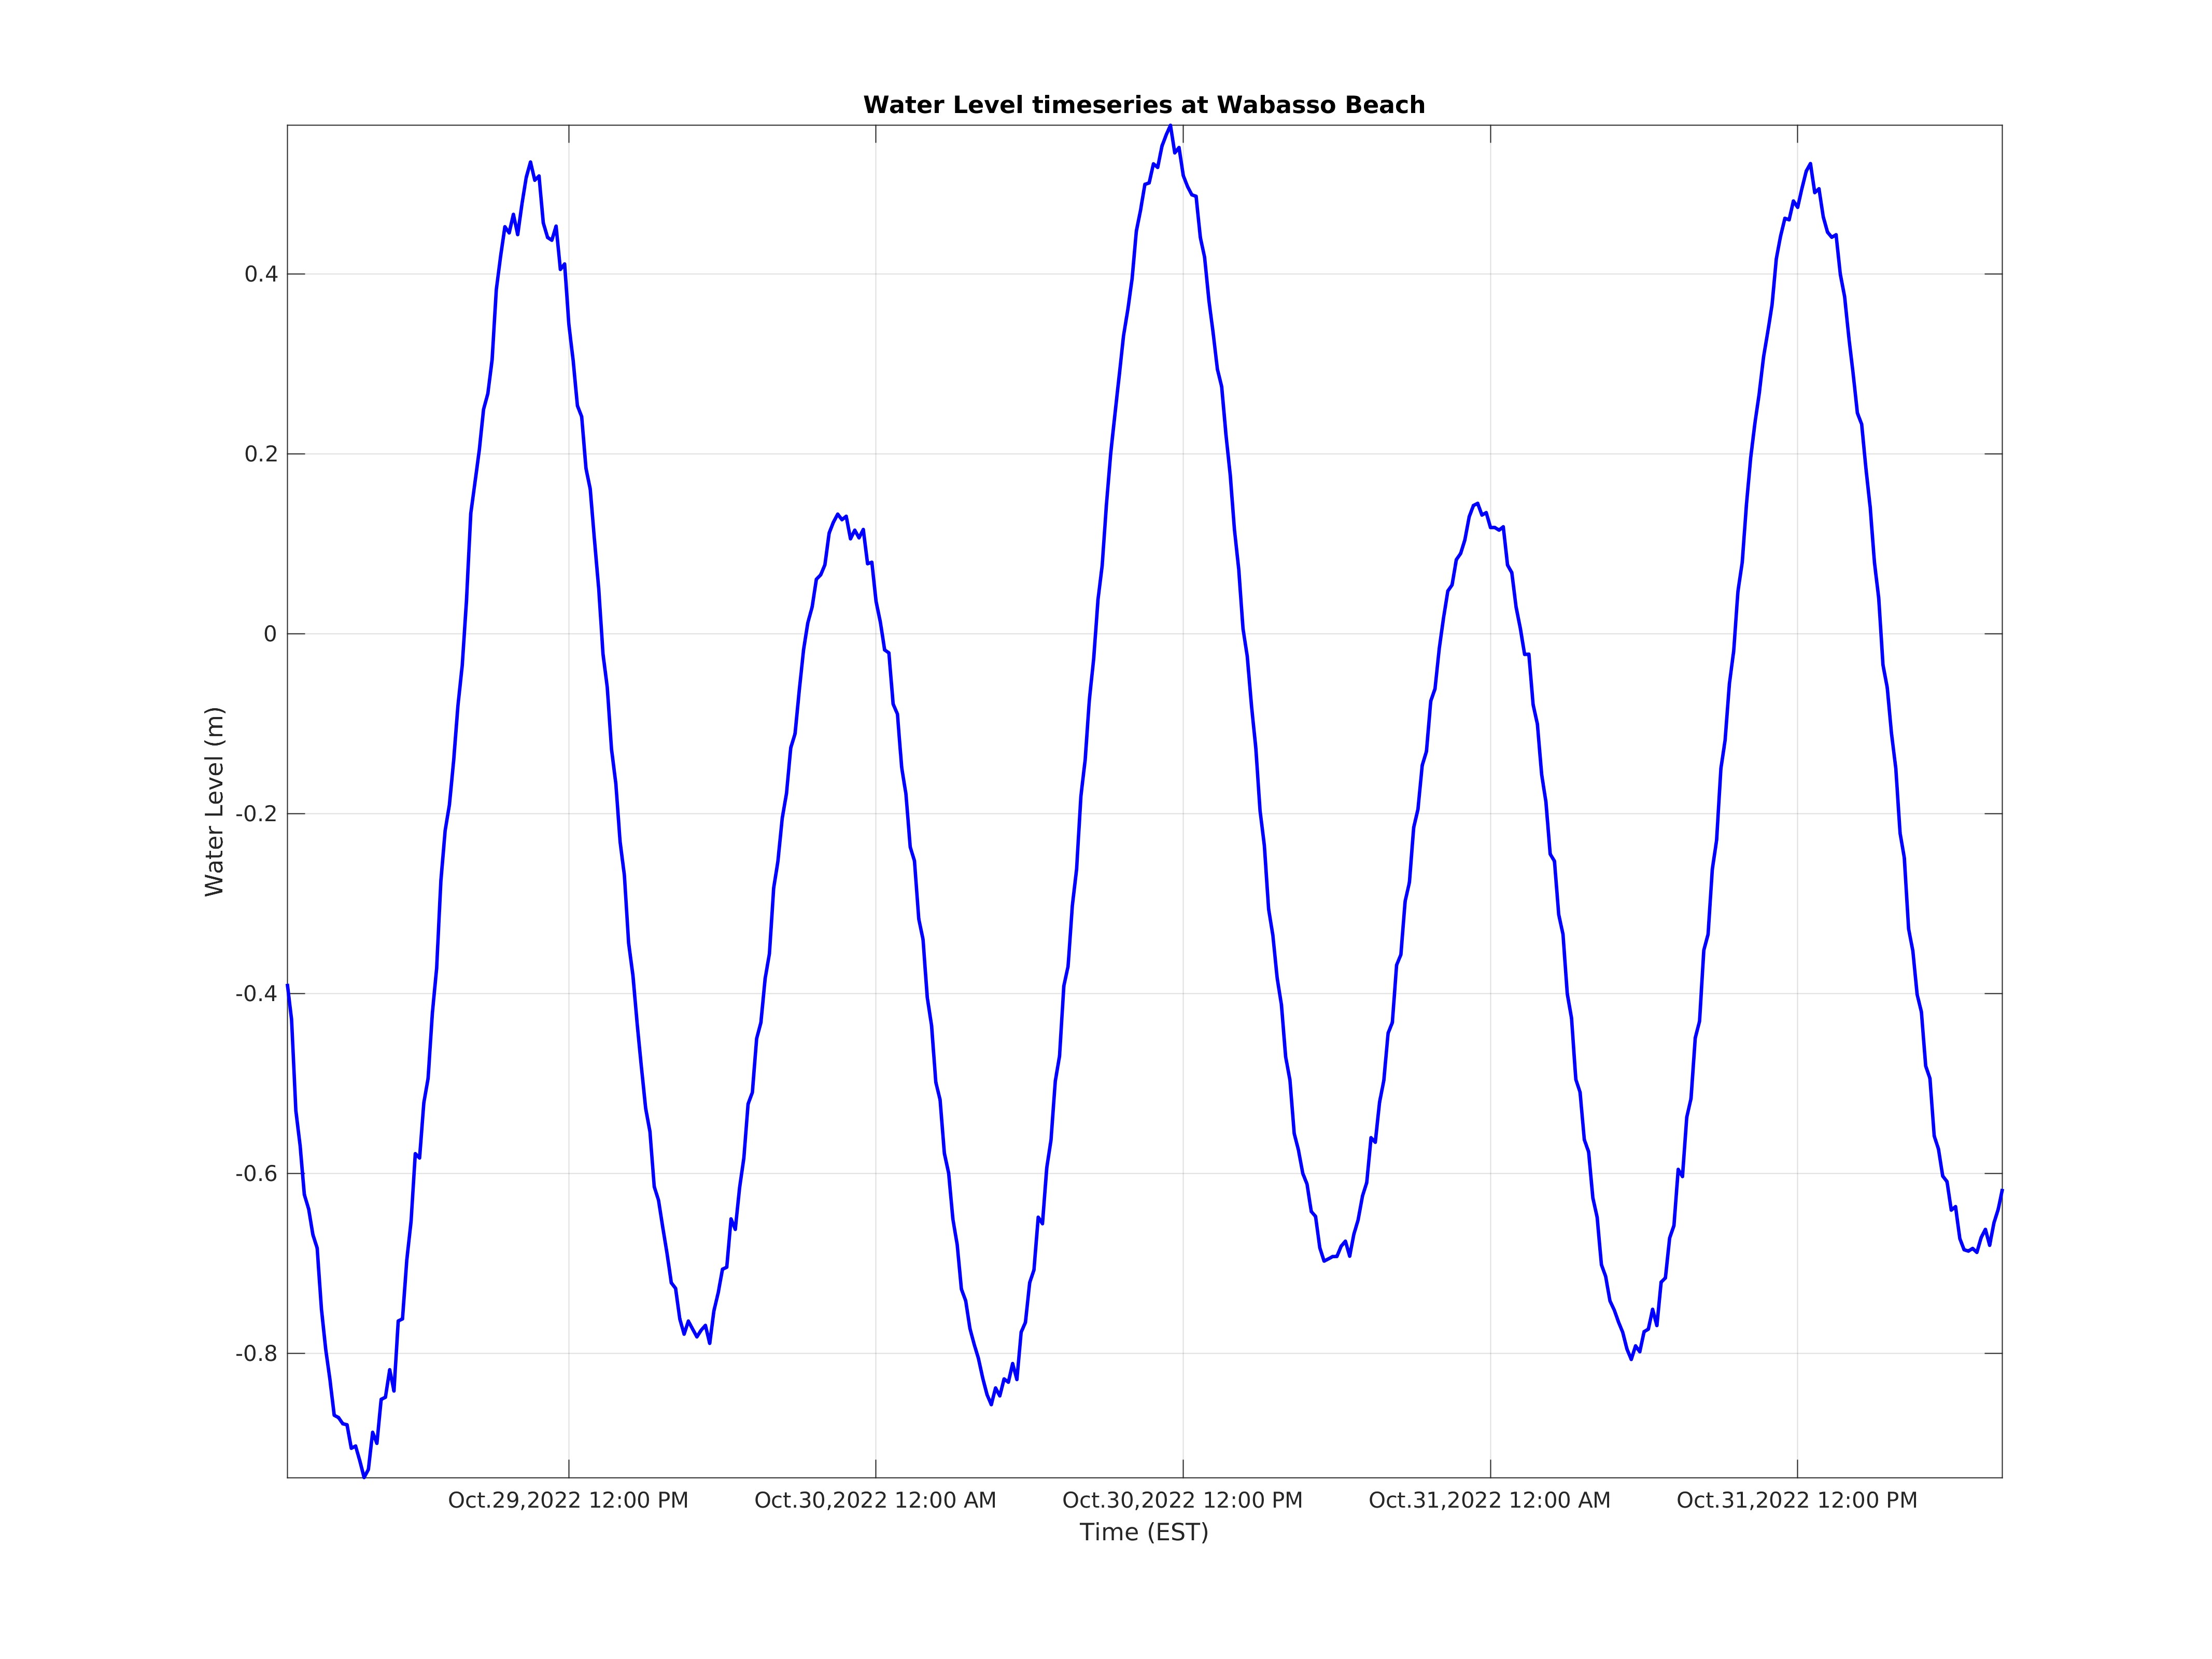 Water Level timeseries at Wabasso Beach
0.4
0.2
0
-0.2
-0.4
-0.6
-0.8
Water Level (m)
Oct.29,2022 12:00 PM
Oct.30,2022 12:00 AM
Oct.30,2022 12:00 PM
Oct.31,2022 12:00 AM
Oct.31,2022 12:00 PM
Time (EST)